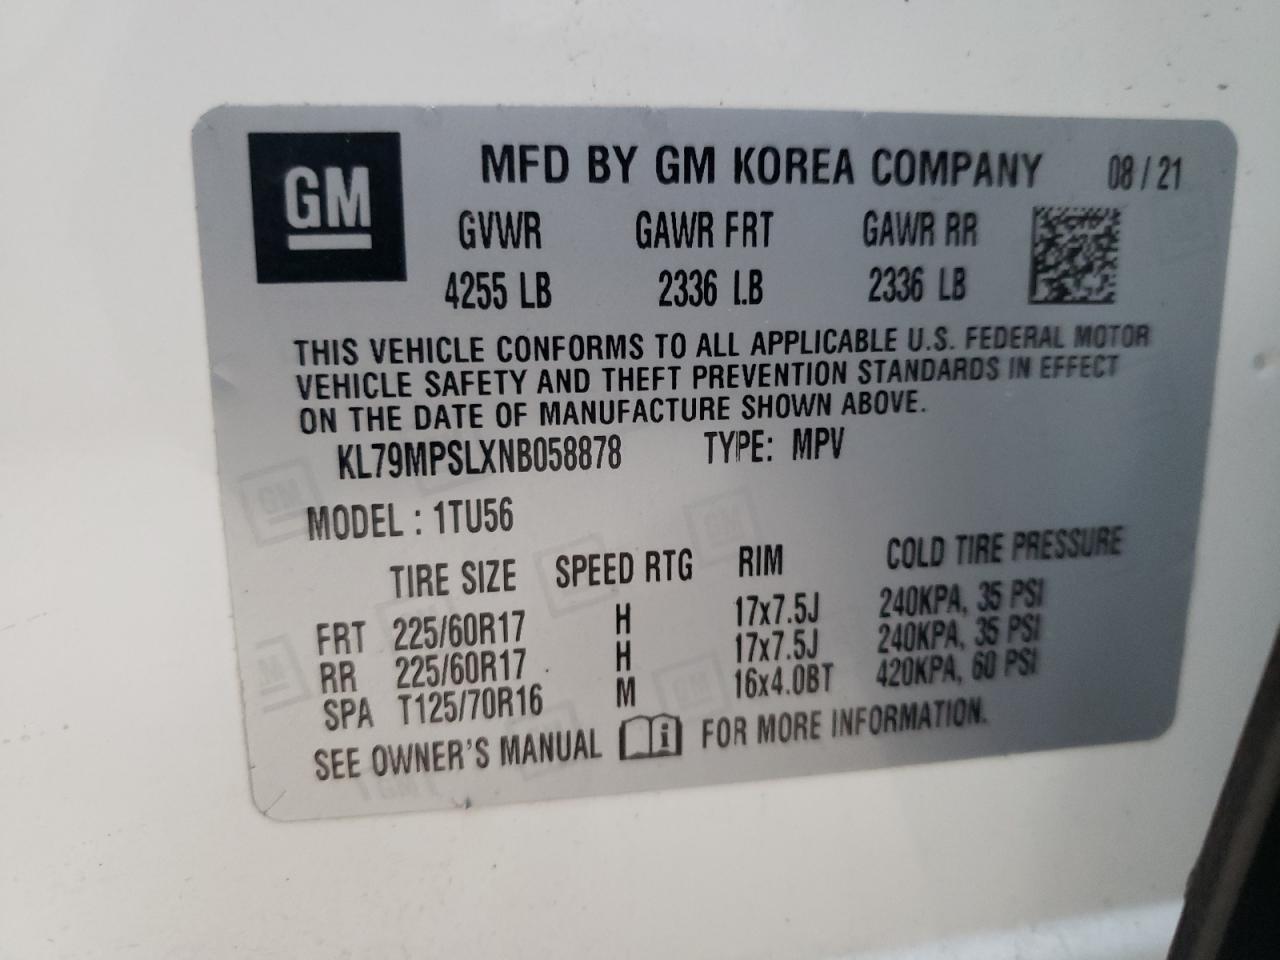 GM
MFD BY GM KOREA COMPANY 08/21
GVWR GAWR FRT GAWR RR
4255 LB 2336 LB 2336 LB
THIS VEHICLE CONFORMS TO ALL APPLICABLE U.S. FEDERAL MOTOR
VEHICLE SAFETY AND THEFT PREVENTION STANDARDS IN EFFECT
ON THE DATE OF MANUFACTURE SHOWN ABOVE.
KL79MPSLXNB058878 TYPE: MPV
MODEL : 1TU56
TIRE SIZE SPEED RTG RIM COLD TIRE PRESSURE
FRT 225/60R17 H 17x7.5J 240KPA, 35 PSI
RR 225/60R17 H 17x7.5J 240KPA, 35 PSI
SPA T125/70R16 M 16x4.0BT 420KPA, 60 PSI
SEE OWNER'S MANUAL i FOR MORE INFORMATION.